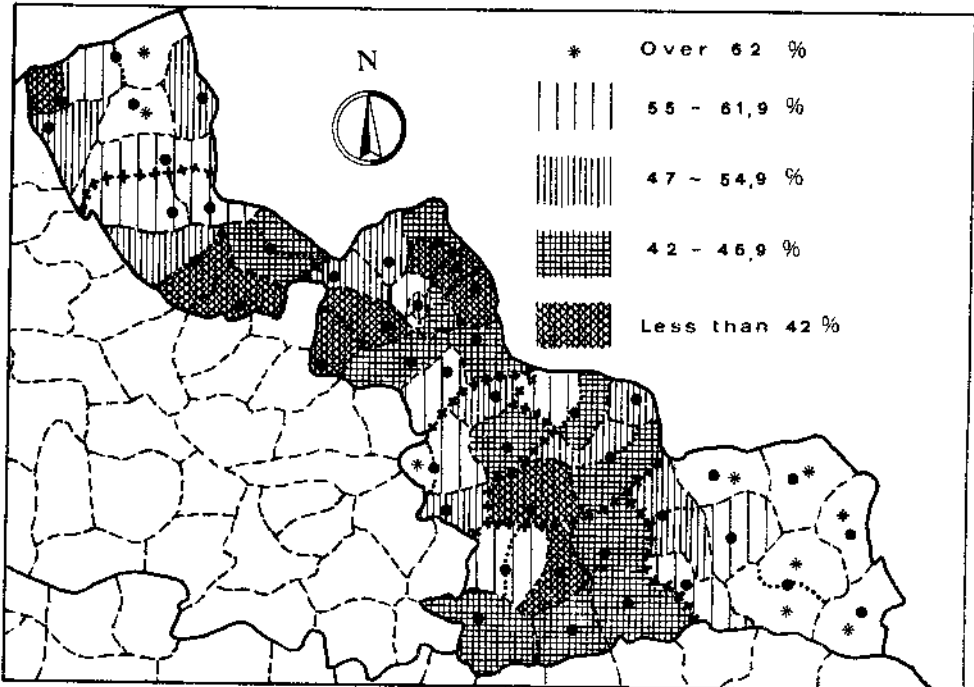 N
Over 62 %
55 - 61,9 %
47 - 54,9 %
42 - 46,9 %
Less than 42 %